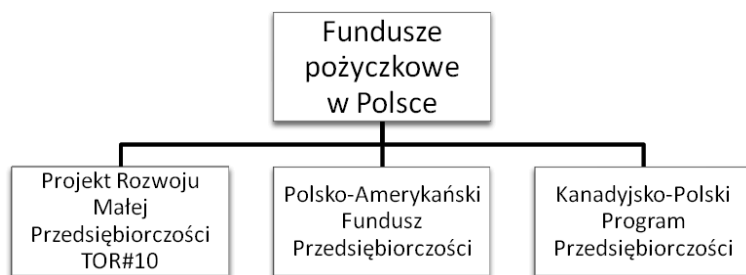 Fundusze
pożyczkowe
w Polsce
Projekt Rozwoju
Małej
Przedsiębiorczości
TOR#10
Polsko-Amerykański
Fundusz
Przedsiębiorczości
Kanadyjsko-Polski
Program
Przedsiębiorczości